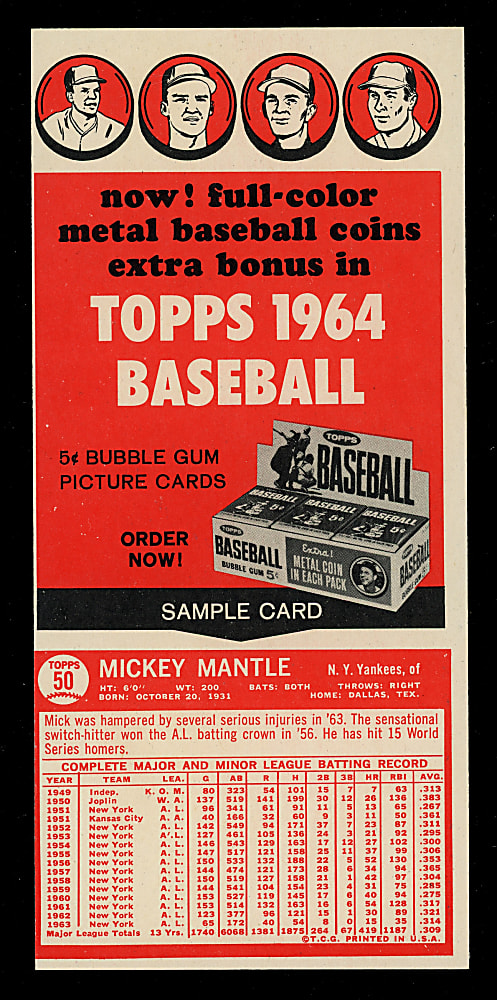 now! full-color
metal baseball coins
extra bonus in
TOPPS 1964
BASEBALL
5¢ BUBBLE GUM
PICTURE CARDS
ORDER
NOW!
TOPPS
BASEBALL
BASEBALL 5¢
BASEBALL 5¢
BASEBALL 5¢
TOPPS
BASEBALL
BUBBLE GUM 5¢
Extra!
METAL COIN
IN EACH PACK
BASEBALL
SAMPLE CARD
TOPPS
50
MICKEY MANTLE N. Y. Yankees, of
HT: 6'0" WT: 200 BATS: BOTH THROWS: RIGHT
BORN: OCTOBER 20, 1931 HOME: DALLAS, TEX.
Mick was hampered by several serious injuries in '63. The sensational
switch-hitter won the A.L. batting crown in '56. He has hit 15 World
Series homers.
COMPLETE MAJOR AND MINOR LEAGUE BATTING RECORD
YEAR TEAM LEA. G AB R H 2B 3B HR RBI AVG.
1949 Indep. K. O. M. 80 323 54 101 15 7 7 63 .313
1950 Joplin W. A. 137 519 141 199 30 12 26 136 .383
1951 New York A. L. 96 341 61 91 11 5 13 65 .267
1951 Kansas City A. A. 40 166 32 60 9 3 11 50 .361
1952 New York A. L. 142 549 94 171 37 7 23 87 .311
1953 New York A. L. 127 461 105 136 24 3 21 92 .295
1954 New York A. L. 146 543 129 163 17 12 27 102 .300
1955 New York A. L. 147 517 121 158 25 11 37 99 .306
1956 New York A. L. 150 533 132 188 22 5 52 130 .353
1957 New York A. L. 144 474 121 173 28 6 34 94 .365
1958 New York A. L. 150 519 127 158 21 1 42 97 .304
1959 New York A. L. 144 541 104 154 23 4 31 75 .285
1960 New York A. L. 153 527 119 145 17 6 40 94 .275
1961 New York A. L. 153 514 132 163 16 6 54 128 .317
1962 New York A. L. 123 377 96 121 15 1 30 89 .321
1963 New York A. L. 65 172 40 54 8 0 15 35 .314
Major League Totals 13 Yrs. 1740 6068 1381 1875 264 67 419 1187 .309
©T.C.G. PRINTED IN U.S.A.